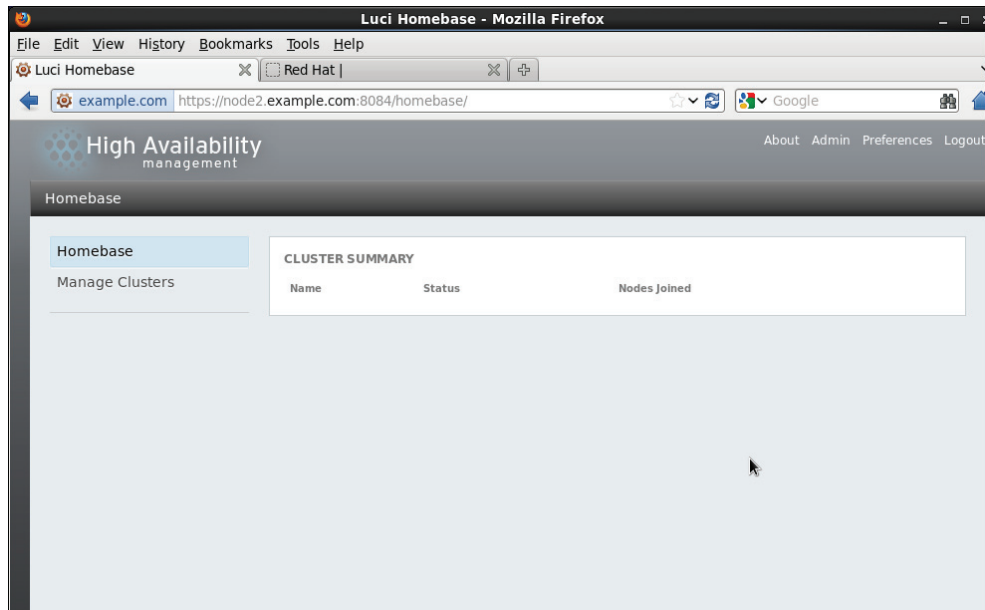 Luci Homebase - Mozilla Firefox
File Edit View History Bookmarks Tools Help
Luci Homebase Red Hat |
example.com https://node2.example.com:8084/homebase/ Google
High Availability
management
About Admin Preferences Logout
Homebase
Homebase
Manage Clusters
CLUSTER SUMMARY
Name Status Nodes Joined